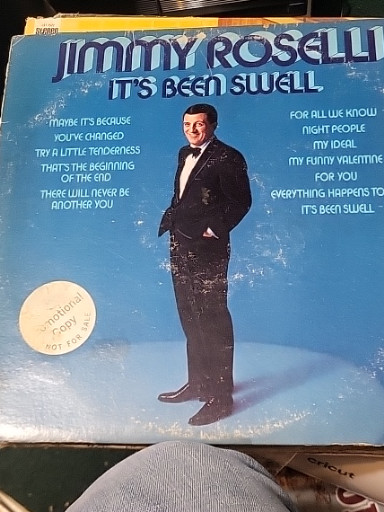 JIMMY ROSELLI
IT'S BEEN SWELL
MAYBE IT'S BECAUSE
YOU'VE CHANGED
TRY A LITTLE TENDERNESS
THAT'S THE BEGINNING
OF THE END
THERE WILL NEVER BE
ANOTHER YOU
FOR ALL WE KNOW
NIGHT PEOPLE
MY IDEAL
MY FUNNY VALENTINE
FOR YOU
EVERYTHING HAPPENS TO
IT'S BEEN SWELL
omotional
Copy
NOT FOR SALE
cricut